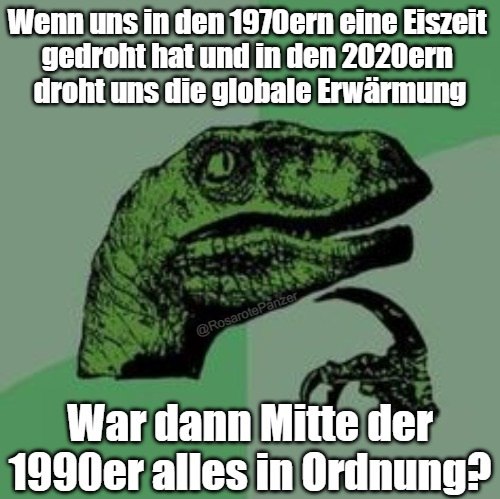 Wenn uns in den 1970ern eine Eiszeit
gedroht hat und in den 2020ern
droht uns die globale Erwärmung
@RosarotePanzer
War dann Mitte der
1990er alles in Ordnung?